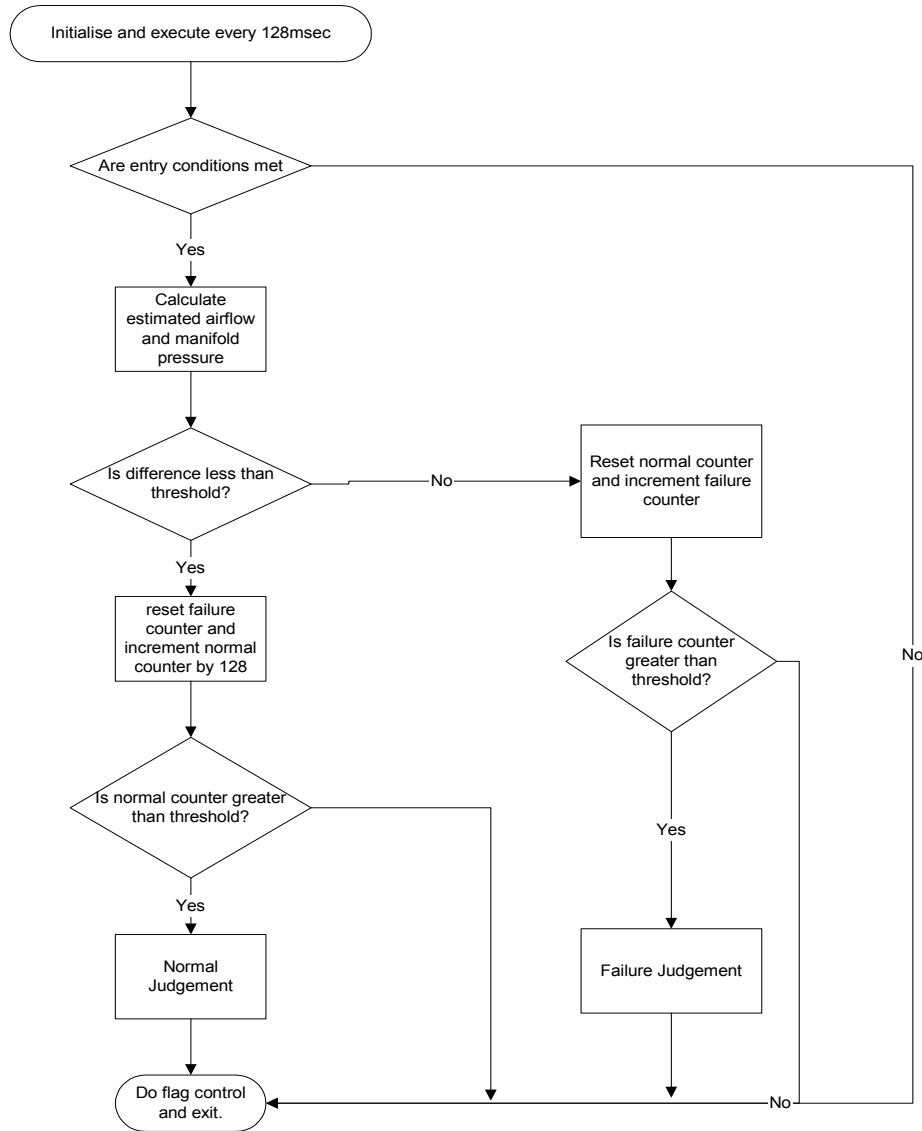 Initialise and execute every 128msec
Are entry conditions met
Yes
Calculate
estimated airflow
and manifold
pressure
Is difference less than
threshold?
No
Reset normal counter
and increment failure
counter
Yes
reset failure
counter and
increment normal
counter by 128
Is failure counter
greater than
threshold?
No
Is normal counter greater
than threshold?
Yes
Yes
Normal
Judgement
Failure Judgement
Do flag control
and exit.
No